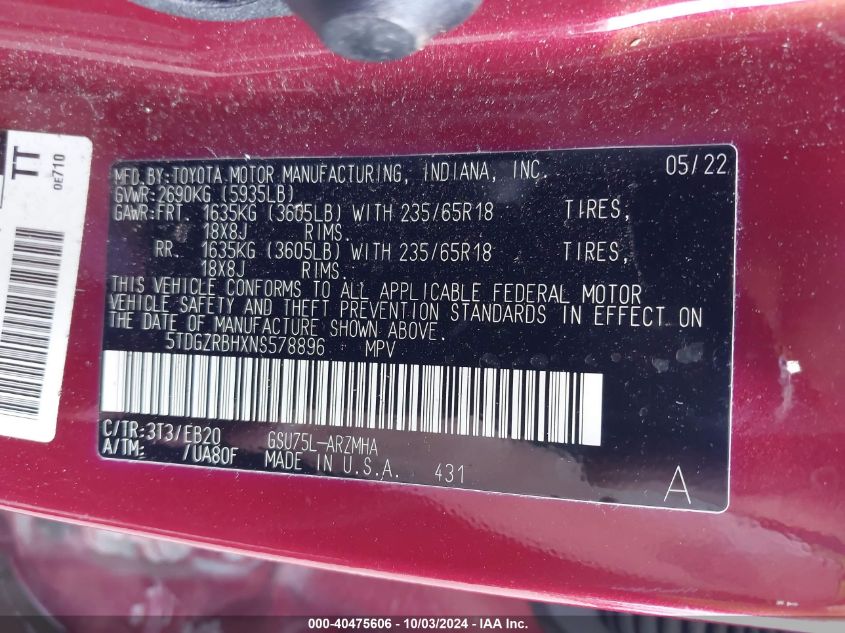 TT
0E710
MFD.BY:TOYOTA MOTOR MANUFACTURING, INDIANA, INC. 05/22
GVWR:2690KG (5935LB)
GAWR:FRT. 1635KG (3605LB) WITH 235/65R18 TIRES,
18X8J RIMS.
RR. 1635KG (3605LB) WITH 235/65R18 TIRES,
18X8J RIMS.
THIS VEHICLE CONFORMS TO ALL APPLICABLE FEDERAL MOTOR
VEHICLE SAFETY AND THEFT PREVENTION STANDARDS IN EFFECT ON
THE DATE OF MANUFACTURE SHOWN ABOVE.
5TDGZRBHXNS578896 MPV
C/TR:3T3/EB20 GSU75L-ARZMHA
A/TM: /UA80F MADE IN U.S.A. 431
A
000-40475606 - 10/03/2024 - IAA Inc.